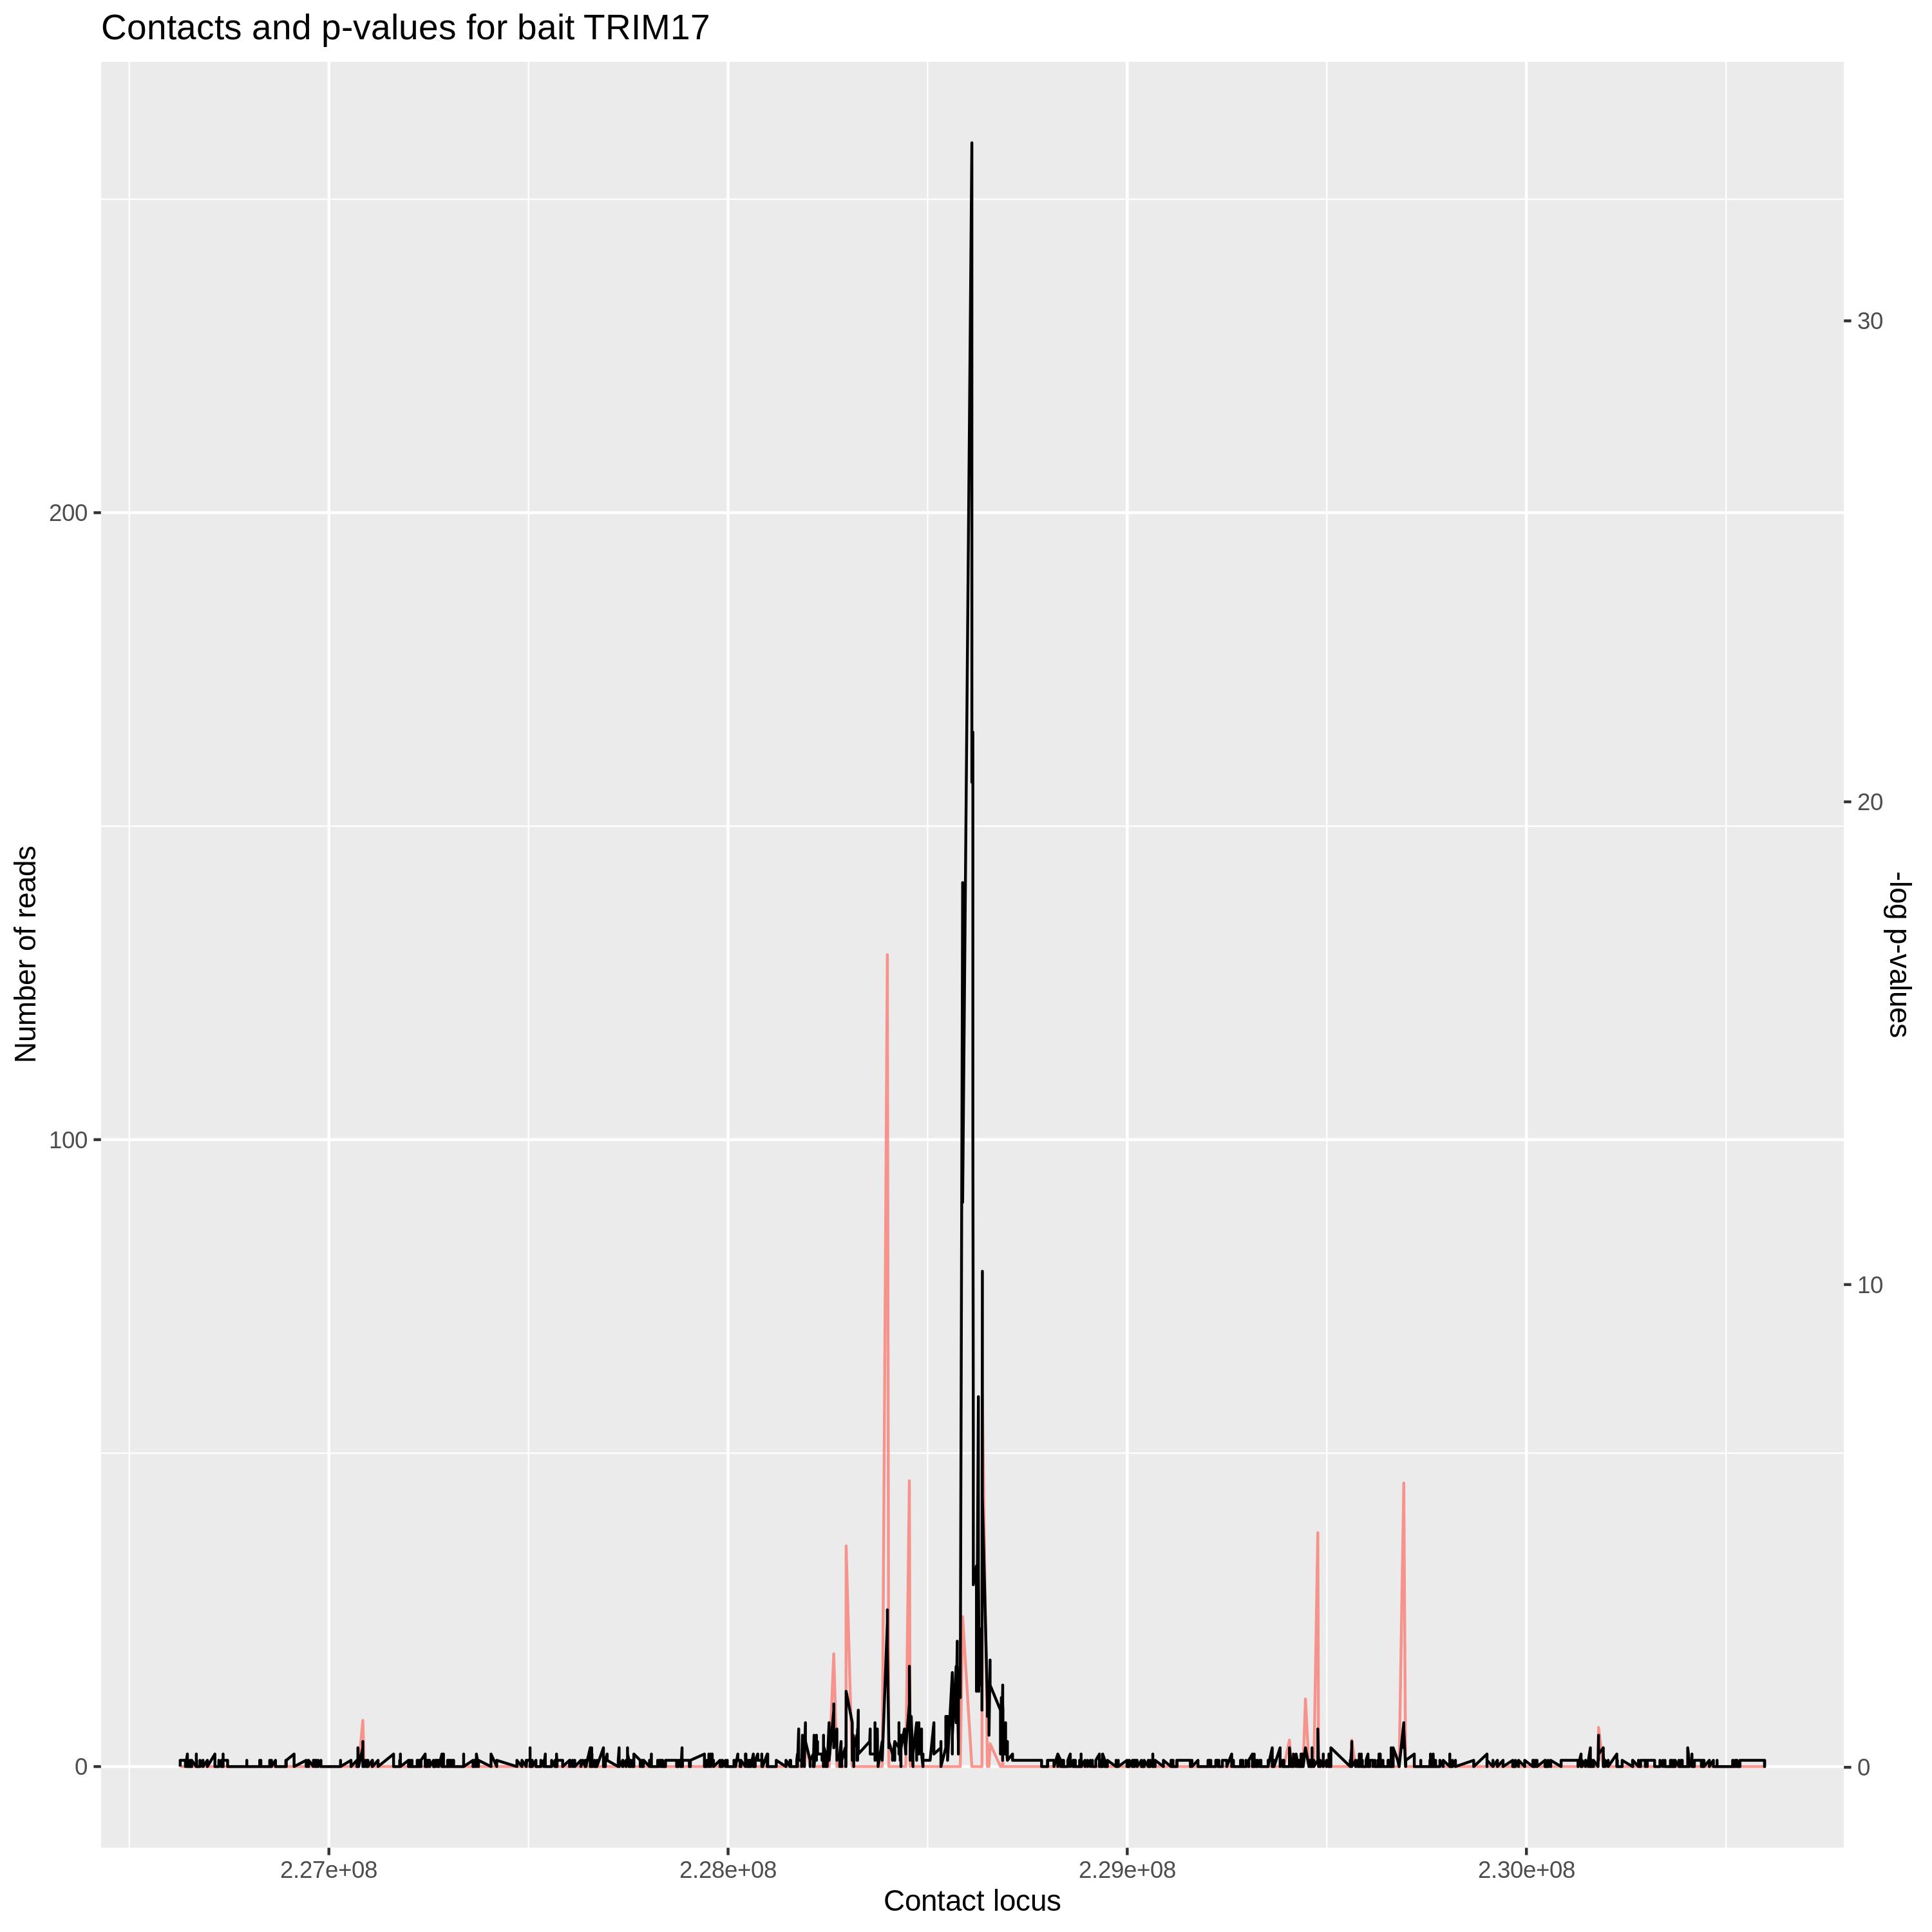 Contacts and p-values for bait TRIM17
Number of reads
200
100
0
30
20
10
0
-log p-values
2.27e+08
2.28e+08
2.29e+08
2.30e+08
Contact locus